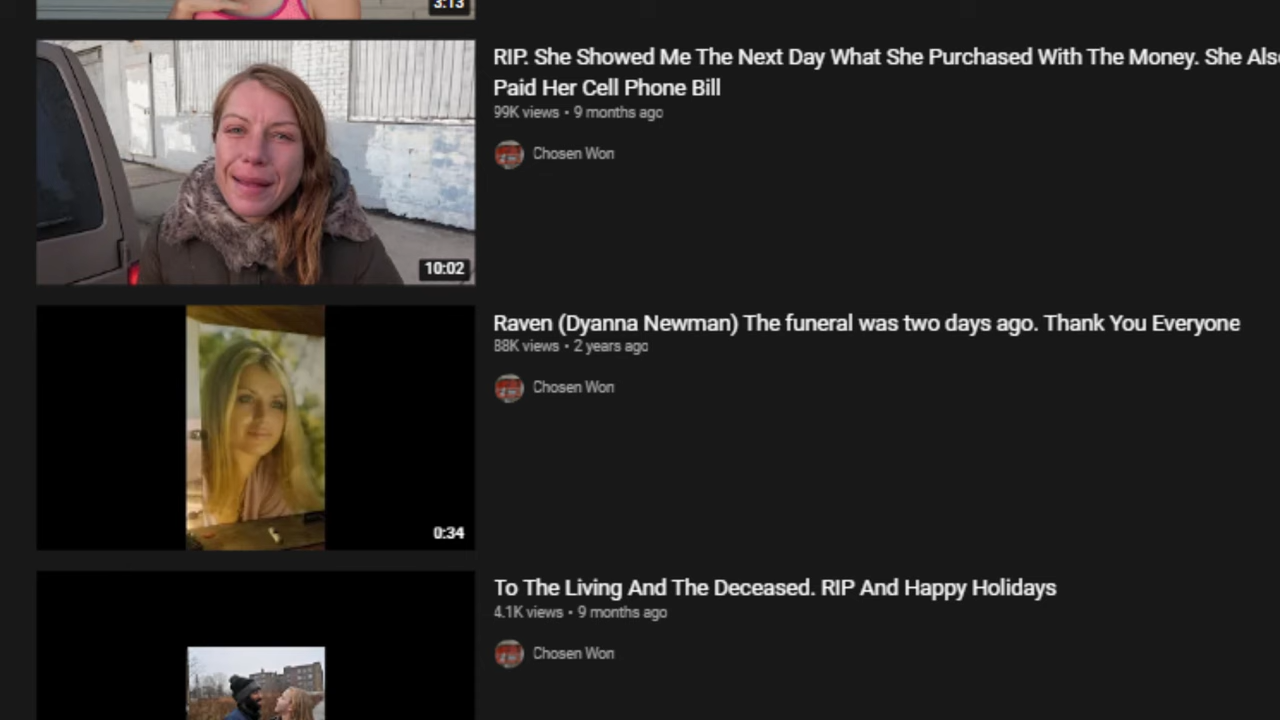 3:13
RIP. She Showed Me The Next Day What She Purchased With The Money. She Also
Paid Her Cell Phone Bill
99K views • 9 months ago
Chosen Won
10:02
Raven (Dyanna Newman) The funeral was two days ago. Thank You Everyone
88K views • 2 years ago
Chosen Won
0:34
To The Living And The Deceased. RIP And Happy Holidays
4.1K views • 9 months ago
Chosen Won